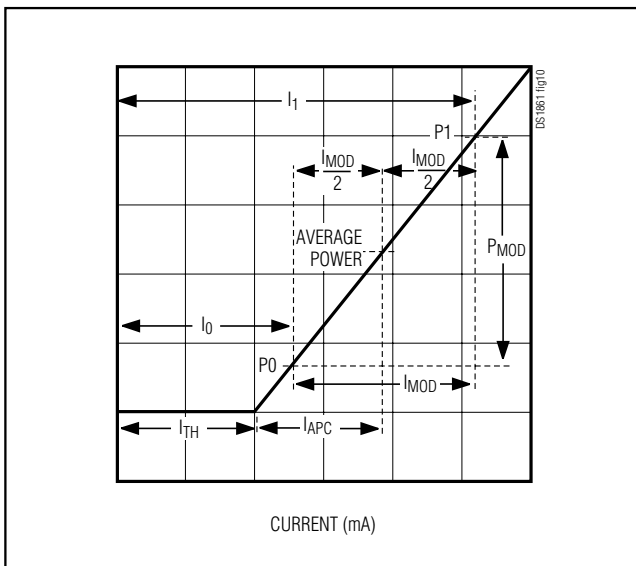 DS1861 fig10
I1
P1
IMOD
2
IMOD
2
AVERAGE
POWER
PMOD
I0
P0
IMOD
ITH
IAPC
CURRENT (mA)